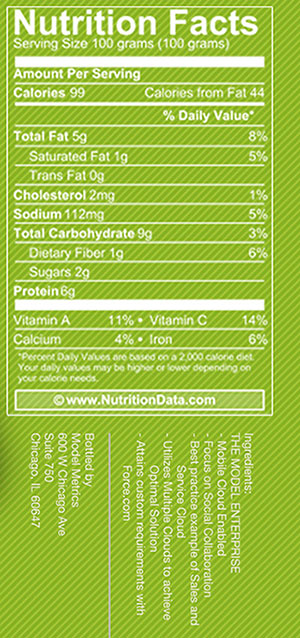 Nutrition Facts
Serving Size 100 grams (100 grams)
Amount Per Serving
Calories 99 Calories from Fat 44
% Daily Value*
Total Fat 5g 8%
Saturated Fat 1g 5%
Trans Fat 0g
Cholesterol 2mg 1%
Sodium 112mg 5%
Total Carbohydrate 9g 3%
Dietary Fiber 1g 6%
Sugars 2g
Protein 6g
Vitamin A 11% • Vitamin C 14%
Calcium 4% • Iron 6%
*Percent Daily Values are based on a 2,000 calorie diet.
Your daily values may be higher or lower depending on
your calorie needs.
© www.NutritionData.com
Ingredients:
THE MODEL ENTERPRISE
- Mobile Cloud Enabled
- Focus on Social Collaboration
- Best practice example of Sales and
Service Cloud
- Utilizes Multiple Clouds to achieve
Optimal Solution
- Attains custom requirements with
Force.com
Bottled by
Model Metrics
600 W Chicago Ave
Suite 750
Chicago, IL 60647